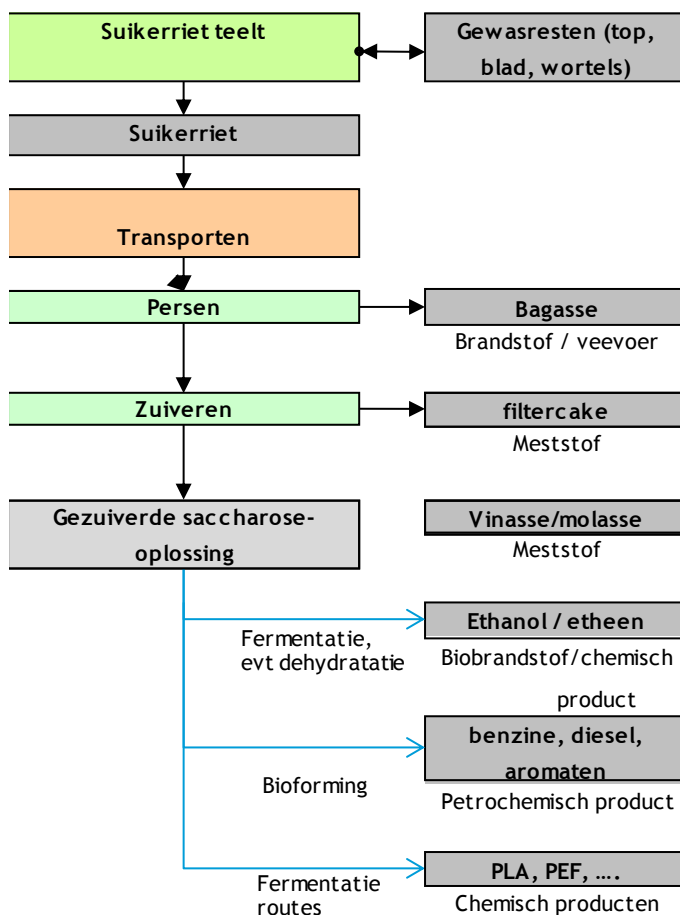 Suikerriet teelt
Gewasresten (top,
blad, wortels)
Suikerriet
Transporten
Persen
Bagasse
Brandstof / veevoer
Zuiveren
filtercake
Meststof
Gezuiverde saccharose-
oplossing
Vinasse/molasse
Meststof
Ethanol / etheen
Fermentatie,
evt dehydratatie
Biobrandstof/chemisch
product
benzine, diesel,
aromaten
Bioforming
Petrochemisch product
PLA, PEF, ….
Fermentatie
routes
Chemisch producten